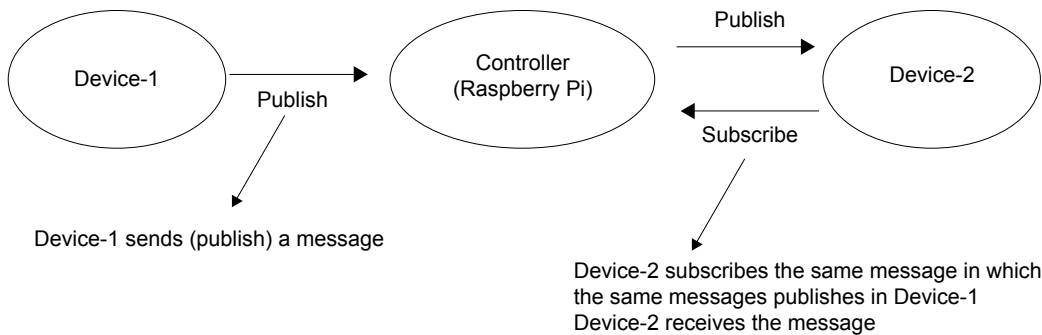 Device-1
Publish
Controller
(Raspberry Pi)
Publish
Subscribe
Device-2
Device-1 sends (publish) a message
Device-2 subscribes the same message in which
the same messages publishes in Device-1
Device-2 receives the message